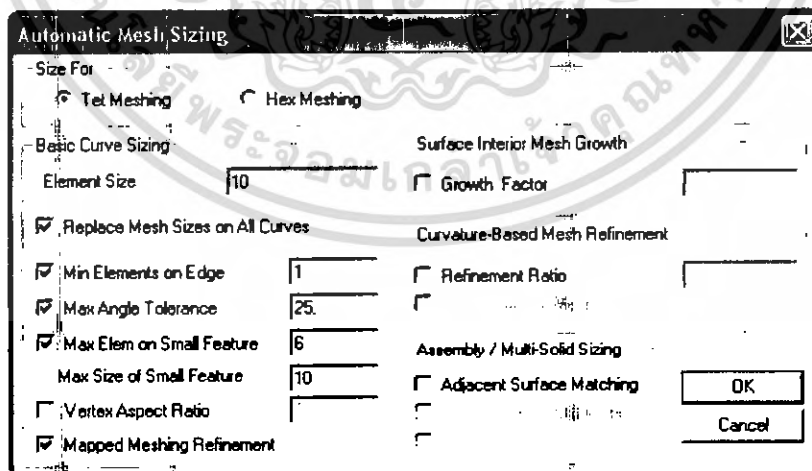 Automatic Mesh Sizing
Size For
Tet Meshing
Hex Meshing
Basic Curve Sizing
Element Size
10
Replace Mesh Sizes on All Curves
Min Elements on Edge
1
Max Angle Tolerance
25.
Max Elem on Small Feature
6
Max Size of Small Feature
10
Vertex Aspect Ratio
Mapped Meshing Refinement
Surface Interior Mesh Growth
Growth Factor
Curvature-Based Mesh Refinement
Refinement Ratio
Assembly / Multi-Solid Sizing
Adjacent Surface Matching
OK
Cancel